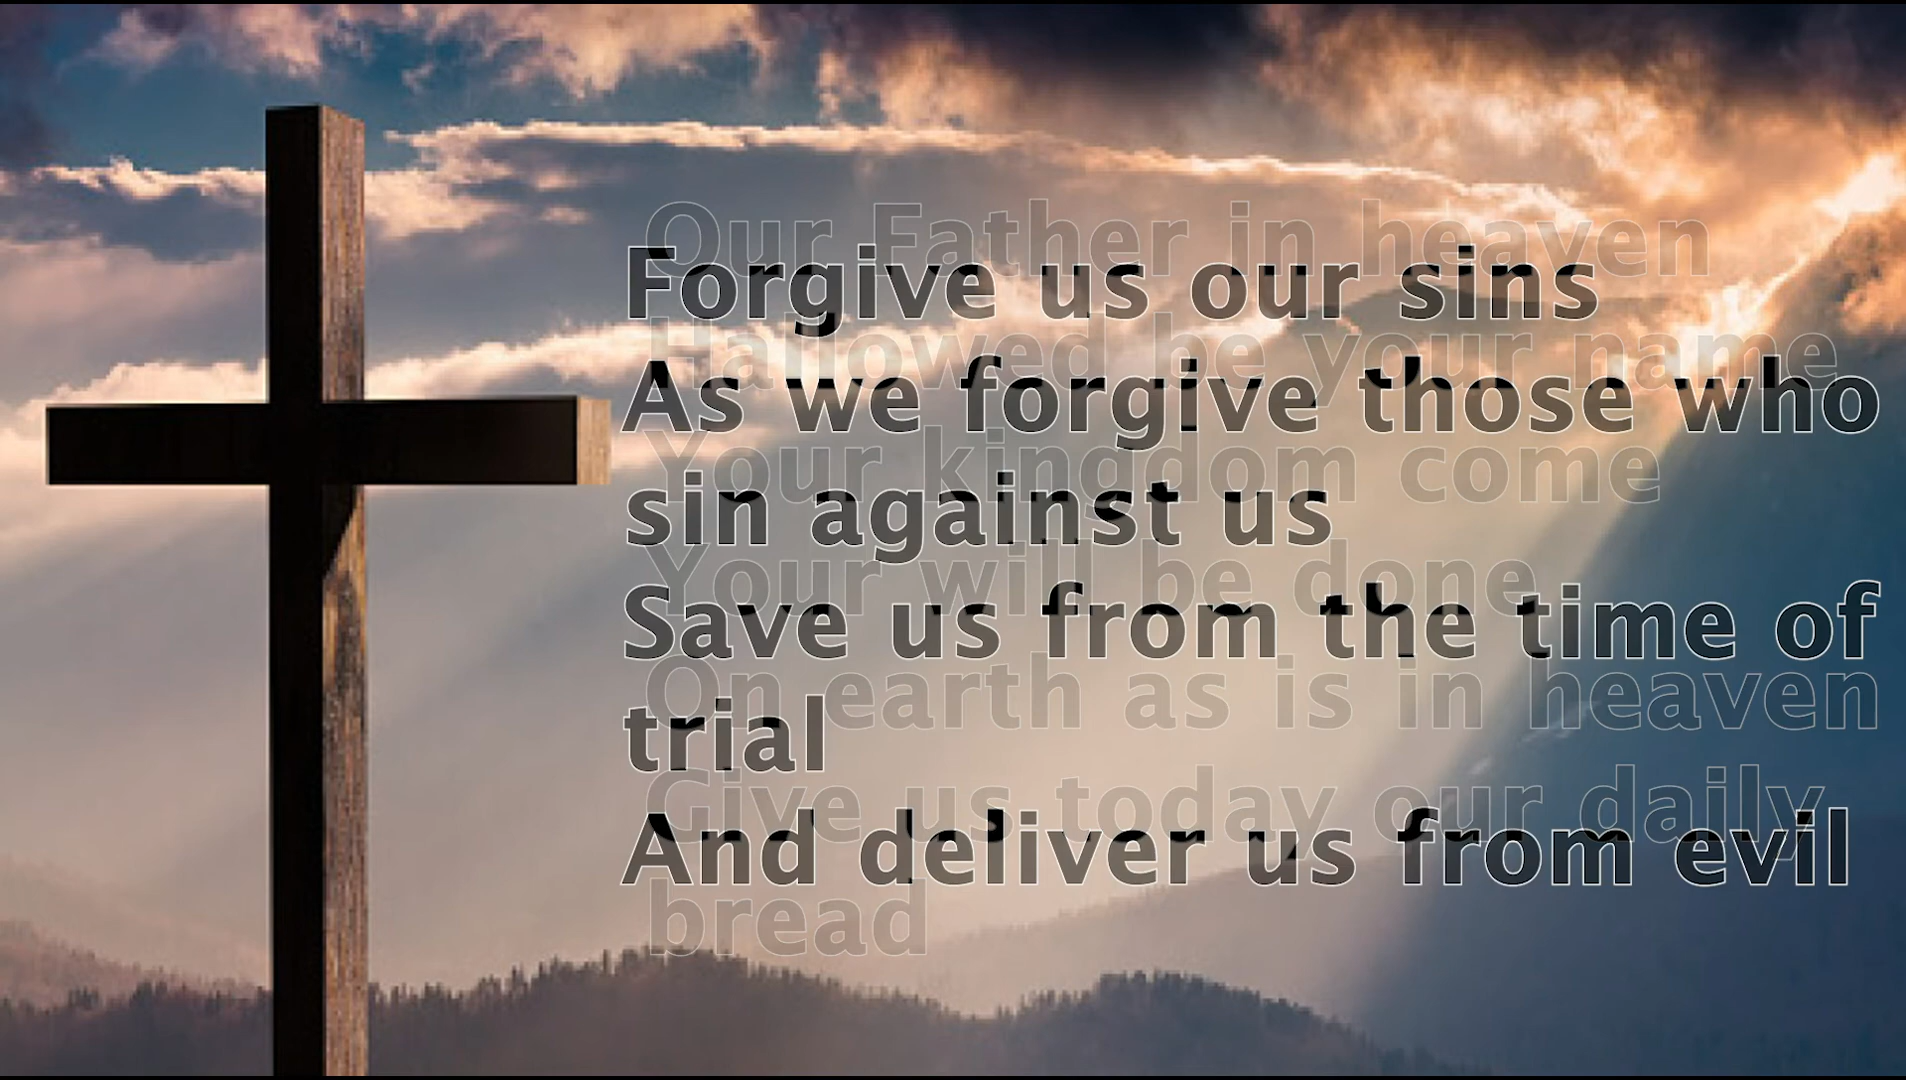 Our Father in heaven
Hallowed be your name
Your kingdom come
Your will be done
On earth as is in heaven
Give us today our daily
bread
Forgive us our sins
As we forgive those who
sin against us
Save us from the time of
trial
And deliver us from evil